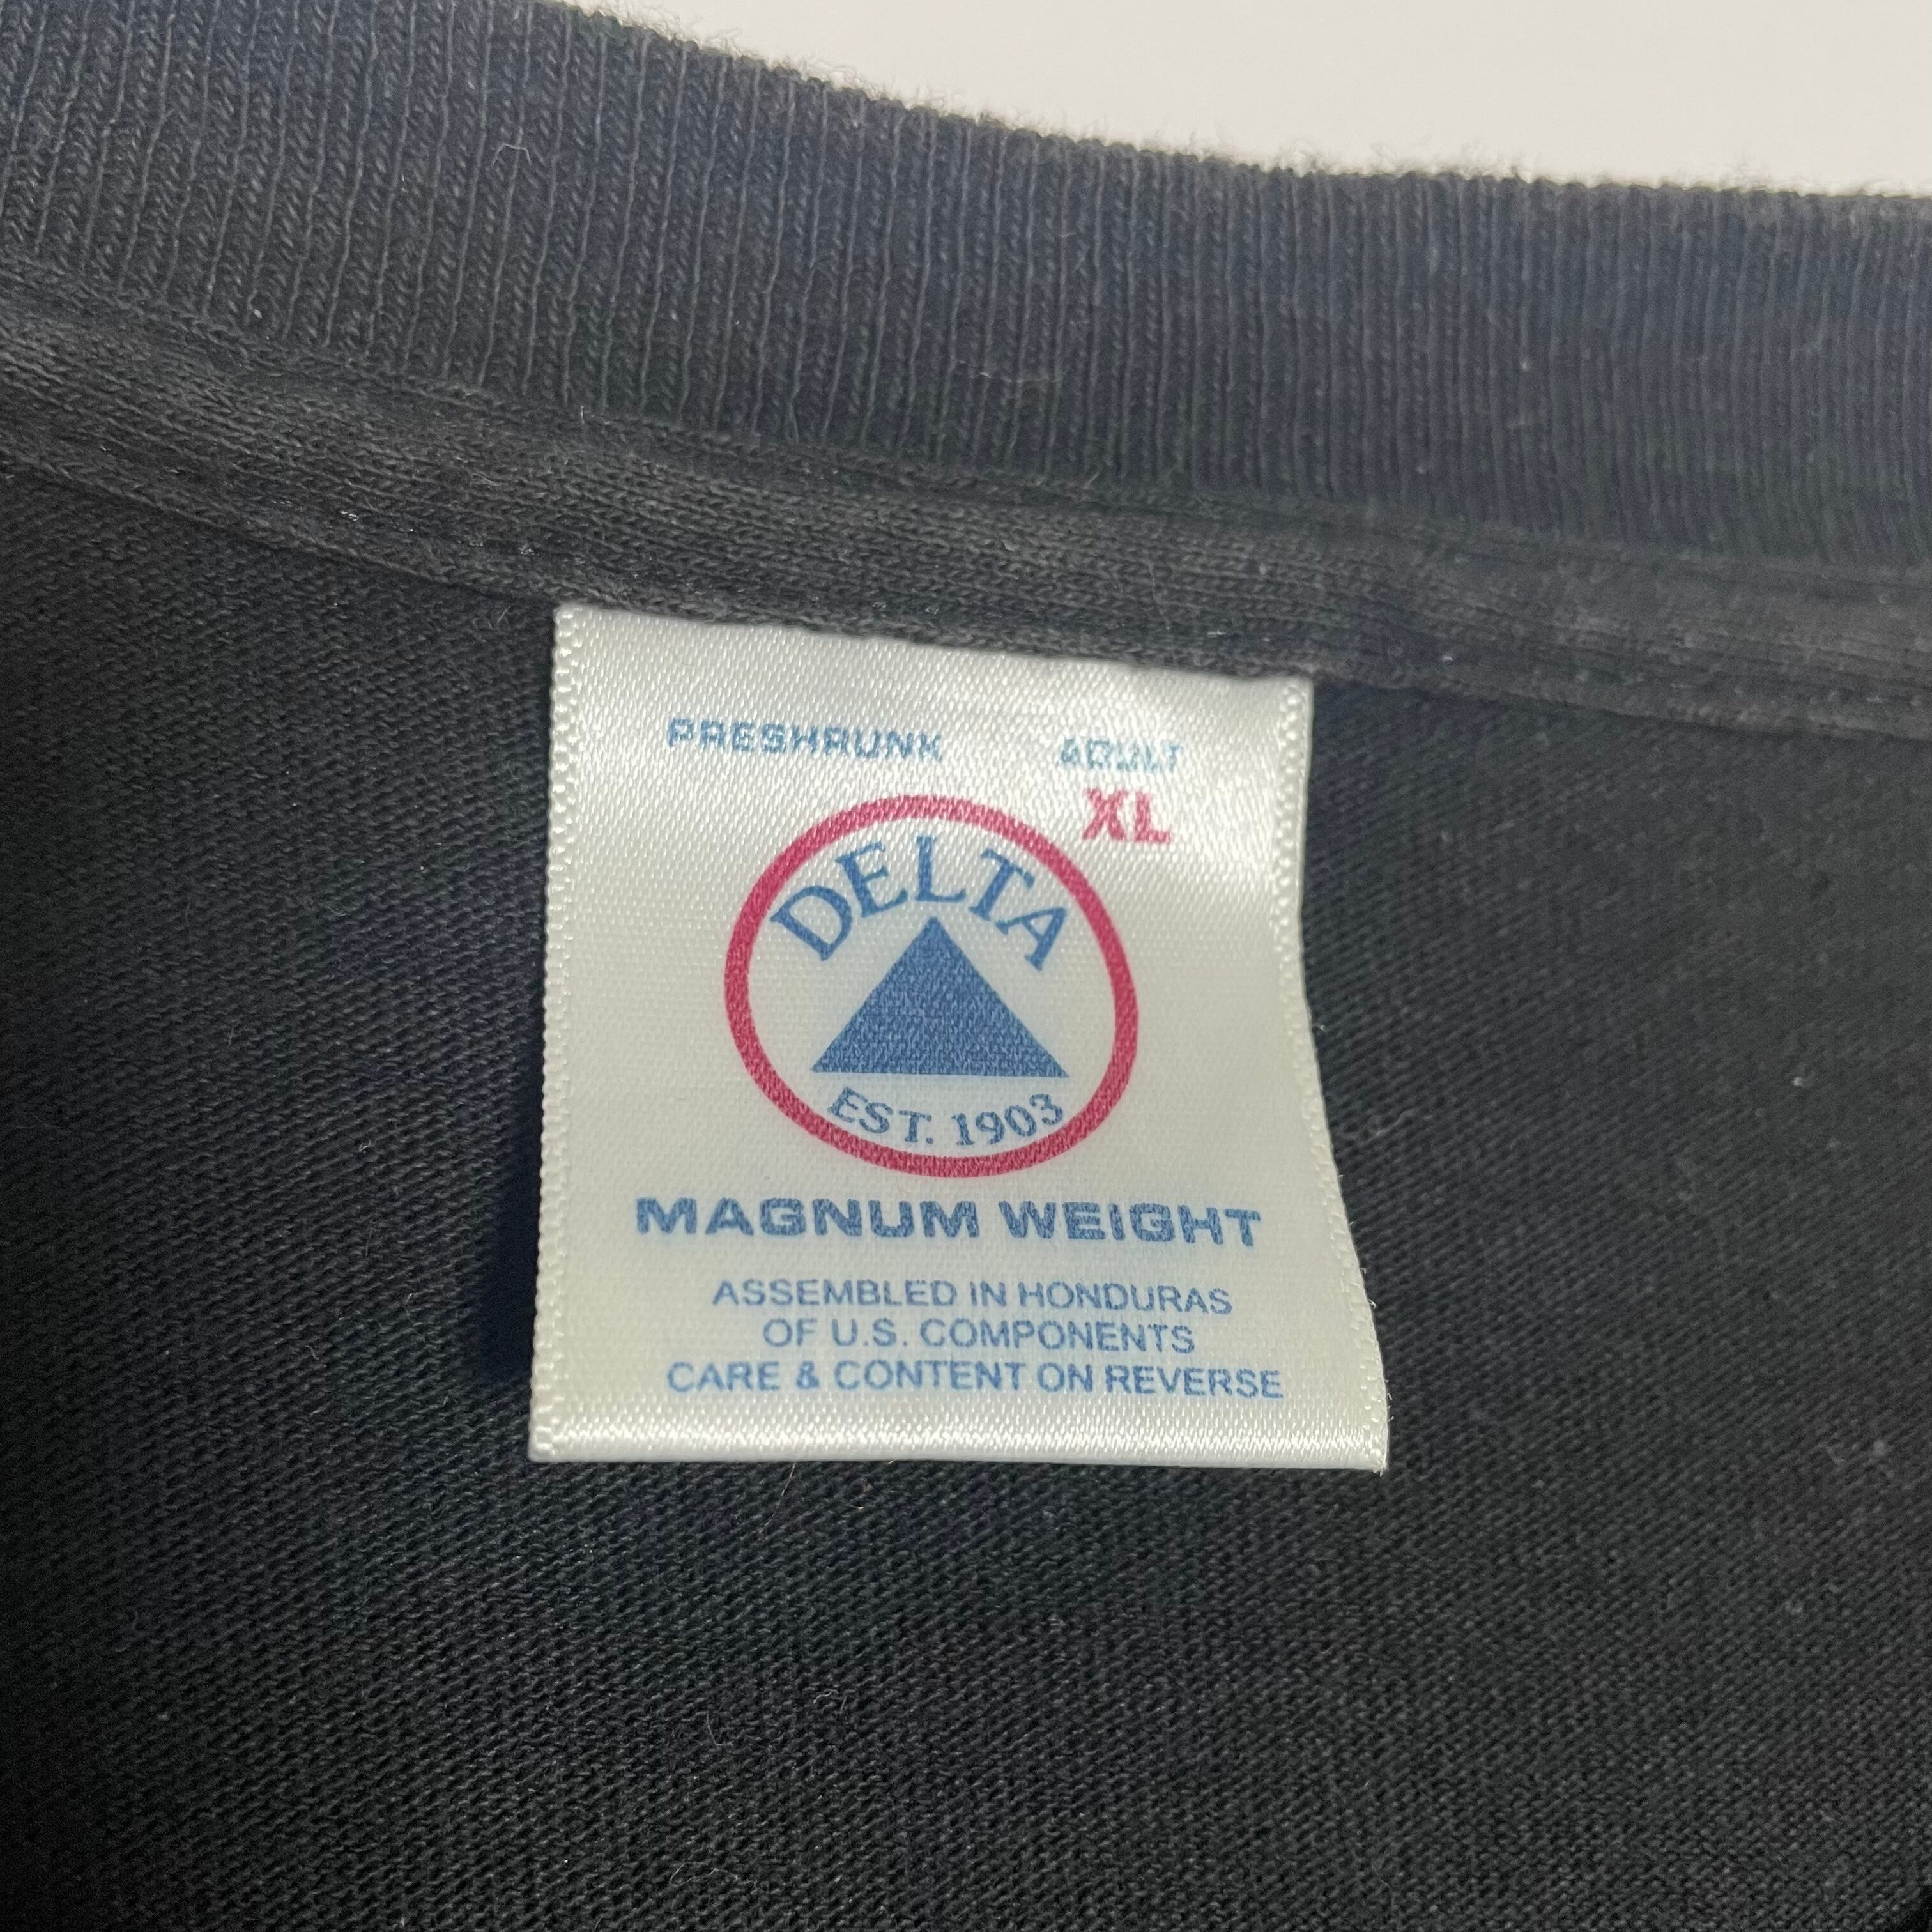 PRESHRUNK ADULT
XL
DELTA
EST. 1903
MAGNUM WEIGHT
ASSEMBLED IN HONDURAS
OF U.S. COMPONENTS
CARE & CONTENT ON REVERSE